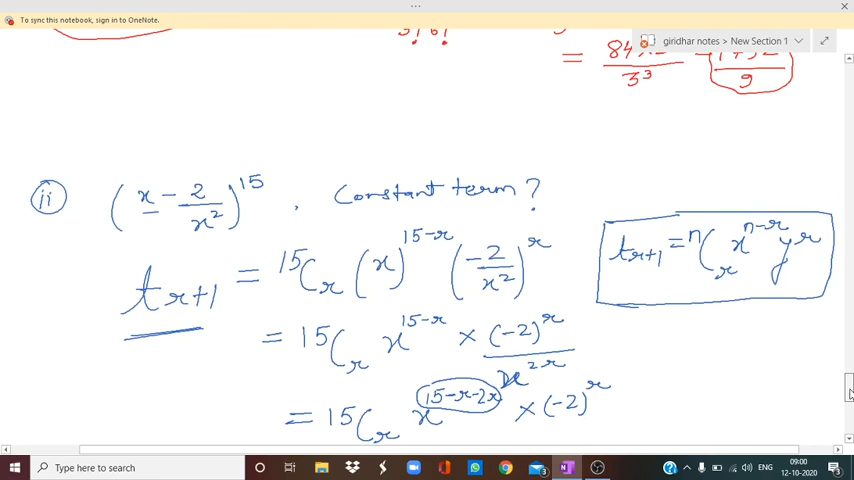 To sync this notebook, sign in to OneNote.
giridhar notes > New Section 1
3! 6!
= 84 / 3³
9
ii) (x - 2/x²)^15 . Constant term?
t_{r+1} = 15C_r (x)^{15-r} (-2/x²)^r
t_{r+1} = nC_r x^{n-r} y^r
= 15C_r x^{15-r} × (-2)^r / x^{2r}
= 15C_r x^{15-r-2r} × (-2)^r
Type here to search
ENG
09:00
12-10-2020